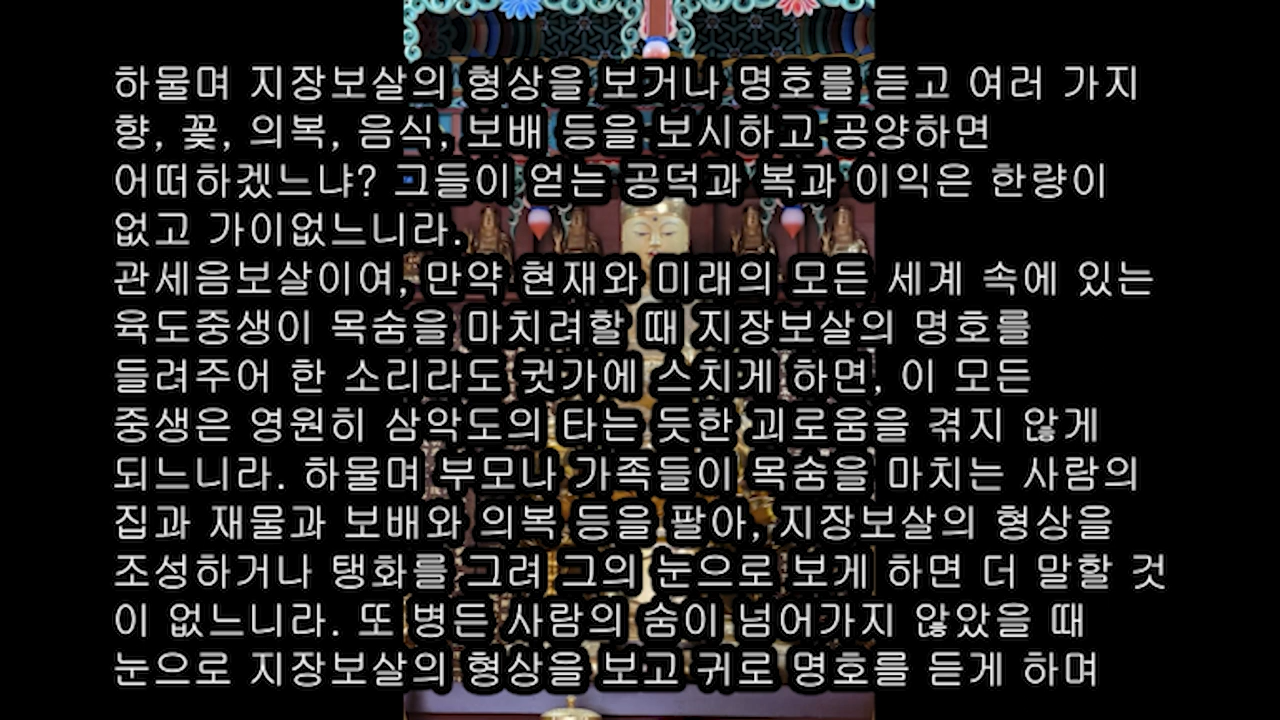 하물며 지장보살의 형상을 보거나 명호를 듣고 여러 가지
향, 꽃, 의복, 음식, 보배 등을 보시하고 공양하면
어떠하겠느냐? 그들이 얻는 공덕과 복과 이익은 한량이
없고 가이없느니라.
관세음보살이여, 만약 현재와 미래의 모든 세계 속에 있는
육도중생이 목숨을 마치려할 때 지장보살의 명호를
들려주어 한 소리라도 귓가에 스치게 하면, 이 모든
중생은 영원히 삼악도의 타는 듯한 괴로움을 겪지 않게
되느니라. 하물며 부모나 가족들이 목숨을 마치는 사람의
집과 재물과 보배와 의복 등을 팔아, 지장보살의 형상을
조성하거나 탱화를 그려 그의 눈으로 보게 하면 더 말할 것
이 없느니라. 또 병든 사람의 숨이 넘어가지 않았을 때
눈으로 지장보살의 형상을 보고 귀로 명호를 듣게 하며